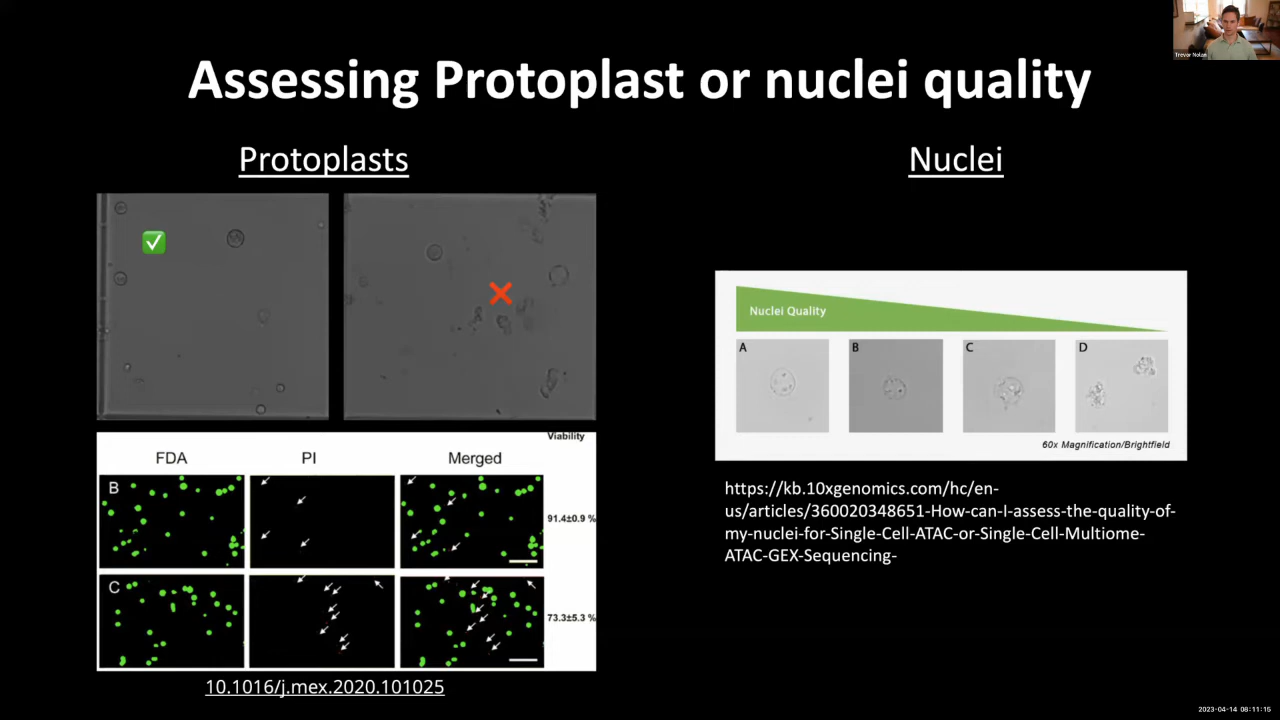 Trevor Nolan
Assessing Protoplast or nuclei quality
Protoplasts
Nuclei
Viability
FDA
PI
Merged
B
91.4±0.9 %
C
73.3±5.3 %
10.1016/j.mex.2020.101025
Nuclei Quality
A
B
C
D
60x Magnification/Brightfield
https://kb.10xgenomics.com/hc/en-
us/articles/360020348651-How-can-I-assess-the-quality-of-
my-nuclei-for-Single-Cell-ATAC-or-Single-Cell-Multiome-
ATAC-GEX-Sequencing-
2023-04-14 08:11:15